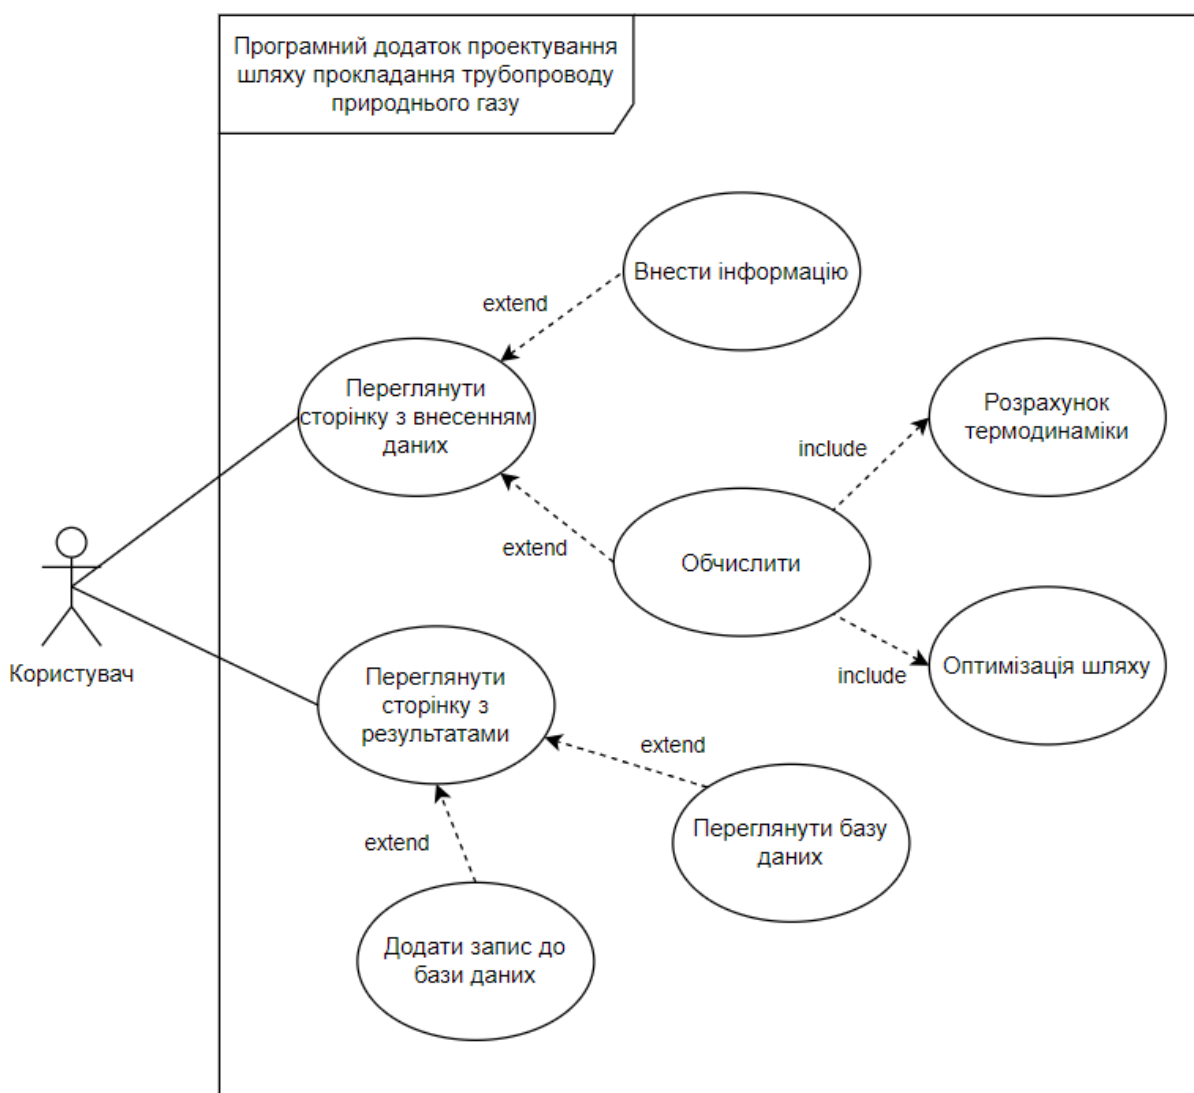 Програмний додаток проектування
шляху прокладання трубопроводу
природнього газу
Внести інформацію
extend
Переглянути
сторінку з внесенням
даних
Розрахунок
термодинаміки
include
extend
Обчислити
Користувач
Переглянути
сторінку з
результатами
Оптимізація шляху
include
extend
Переглянути базу
даних
extend
Додати запис до
бази даних